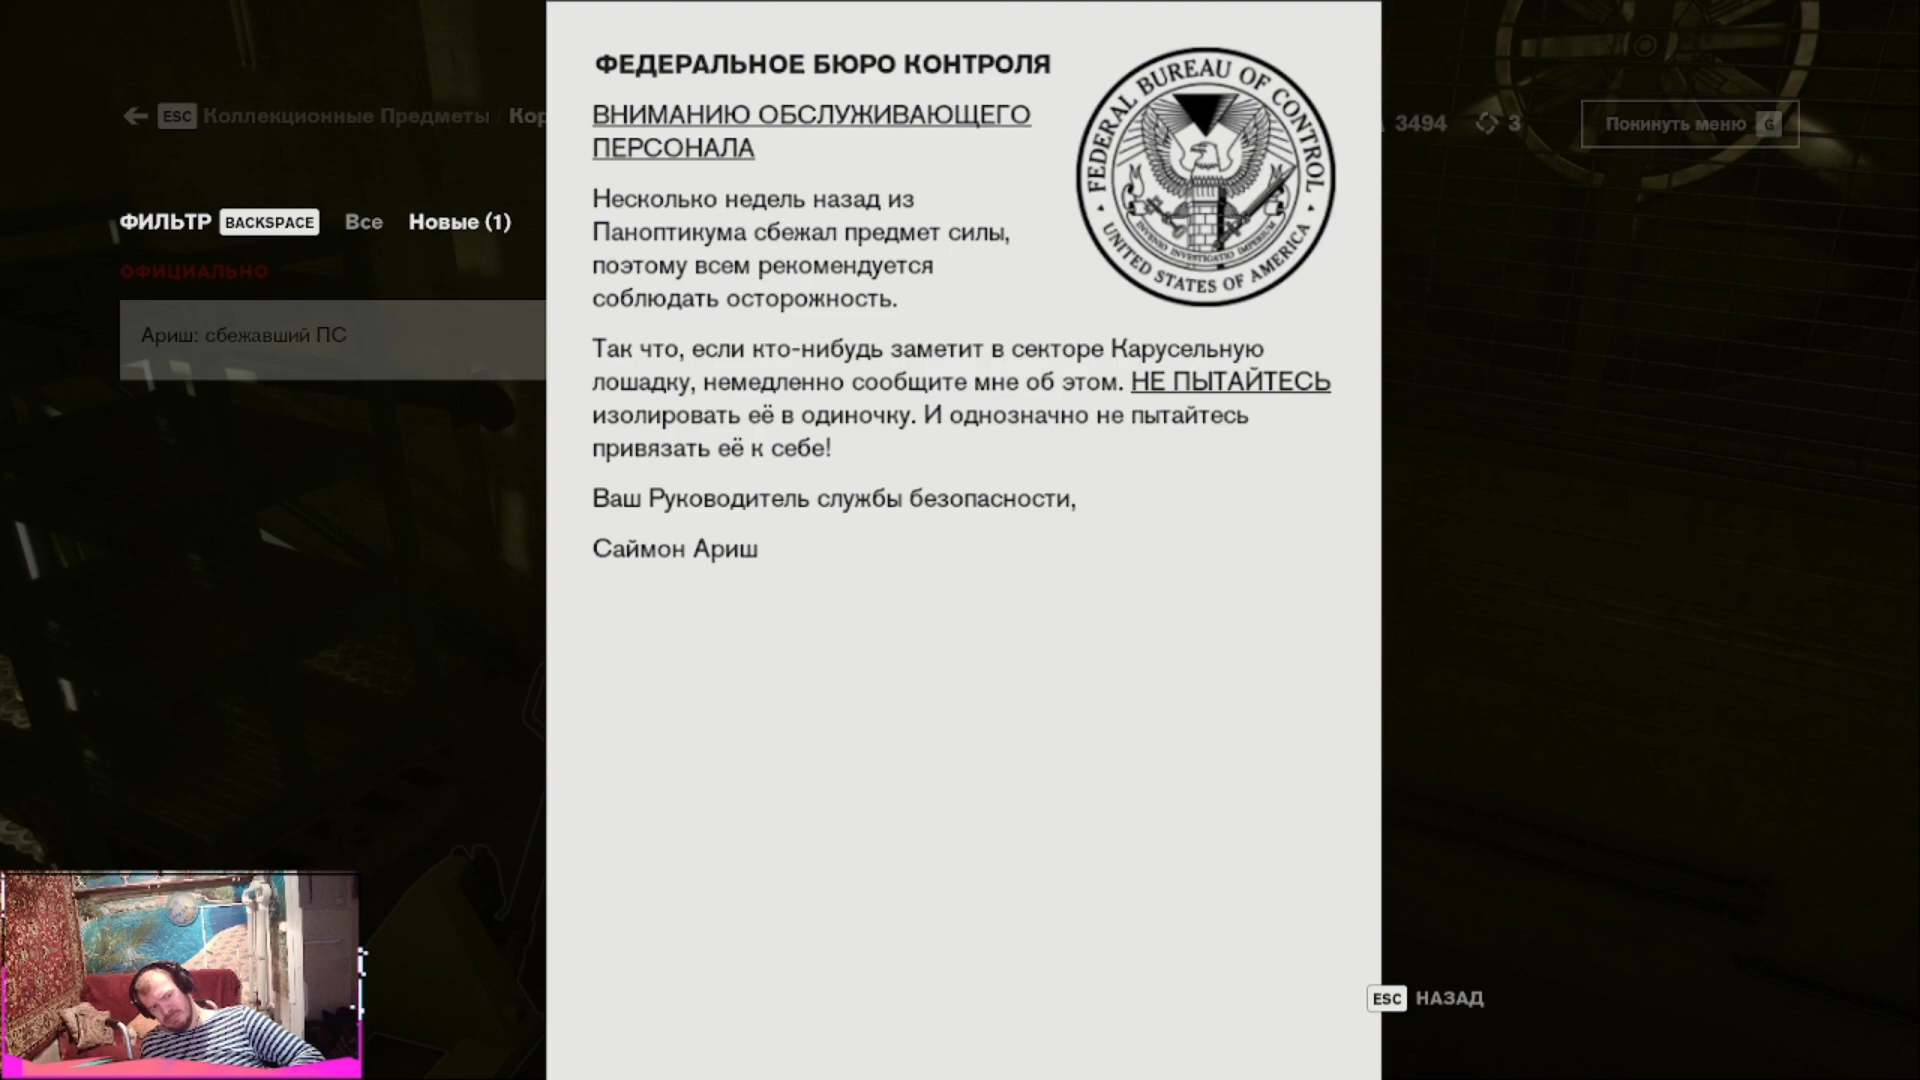 ФЕДЕРАЛЬНОЕ БЮРО КОНТРОЛЯ
ВНИМАНИЮ ОБСЛУЖИВАЮЩЕГО
ПЕРСОНАЛА
Несколько недель назад из
Паноптикума сбежал предмет силы,
поэтому всем рекомендуется
соблюдать осторожность.
Так что, если кто-нибудь заметит в секторе Карусельную
лошадку, немедленно сообщите мне об этом. НЕ ПЫТАЙТЕСЬ
изолировать её в одиночку. И однозначно не пытайтесь
привязать её к себе!
Ваш Руководитель службы безопасности,
Саймон Ариш
FEDERAL BUREAU OF CONTROL
INVENIO INVESTIGATIO IMPERIUM
UNITED STATES OF AMERICA
ESC Коллекционные Предметы / Кор
ФИЛЬТР BACKSPACE Все Новые (1)
ОФИЦИАЛЬНО
Ариш: сбежавший ПС
3494 3
Покинуть меню G
ESC НАЗАД